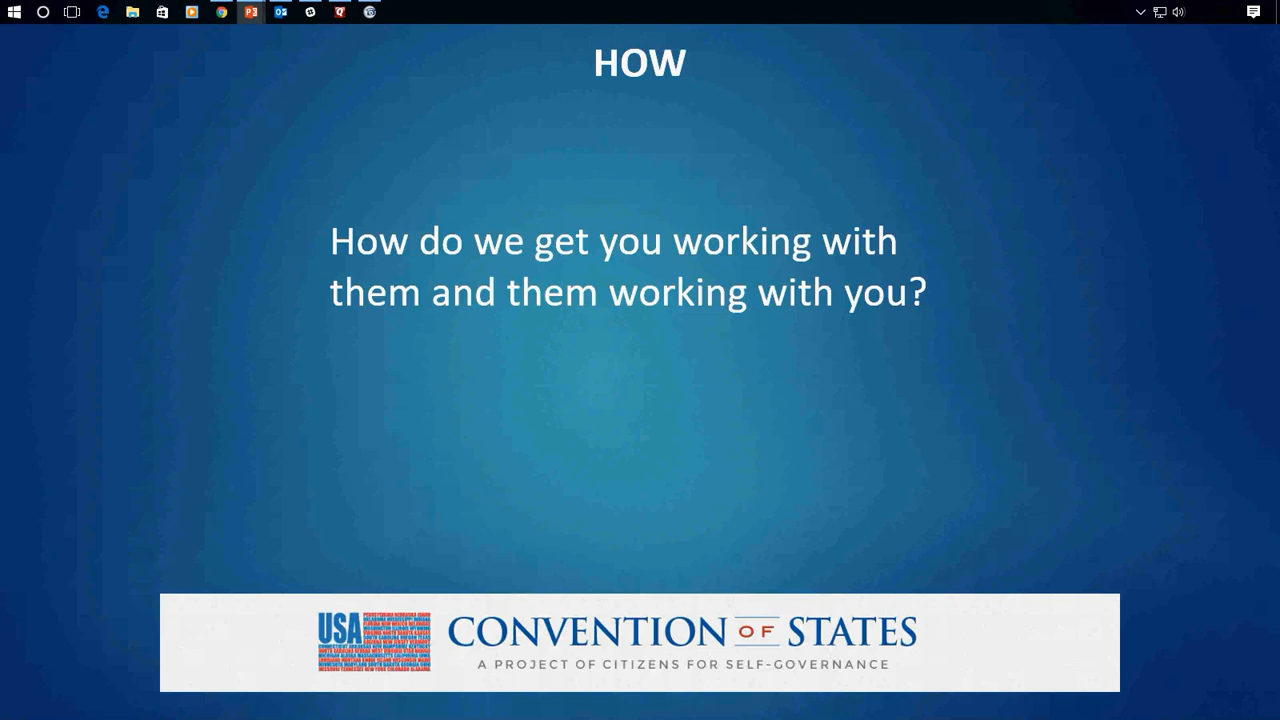 HOW
How do we get you working with
them and them working with you?
USA
CONVENTION OF STATES
A PROJECT OF CITIZENS FOR SELF-GOVERNANCE